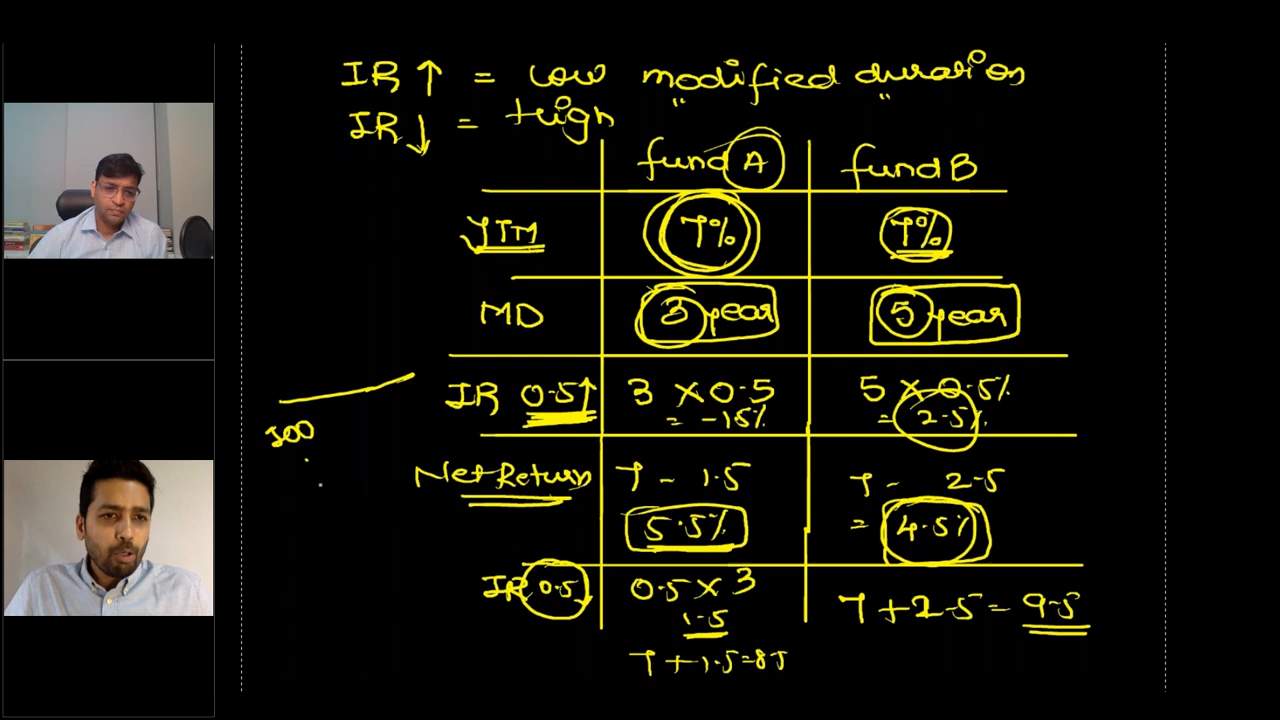 IR ↑ = Low modified duration
IR ↓ = High
fund A fund B
YTM 7% 7%
MD 3 year 5 year
IR 0.5↑ 3 × 0.5 5 × 0.5%
= -1.5% = 2.5%
Net Return 7 - 1.5 7 - 2.5
5.5% = 4.5%
IR 0.5↓ 0.5 × 3 7 + 2.5 = 9.5
1.5
7 + 1.5 = 8.5